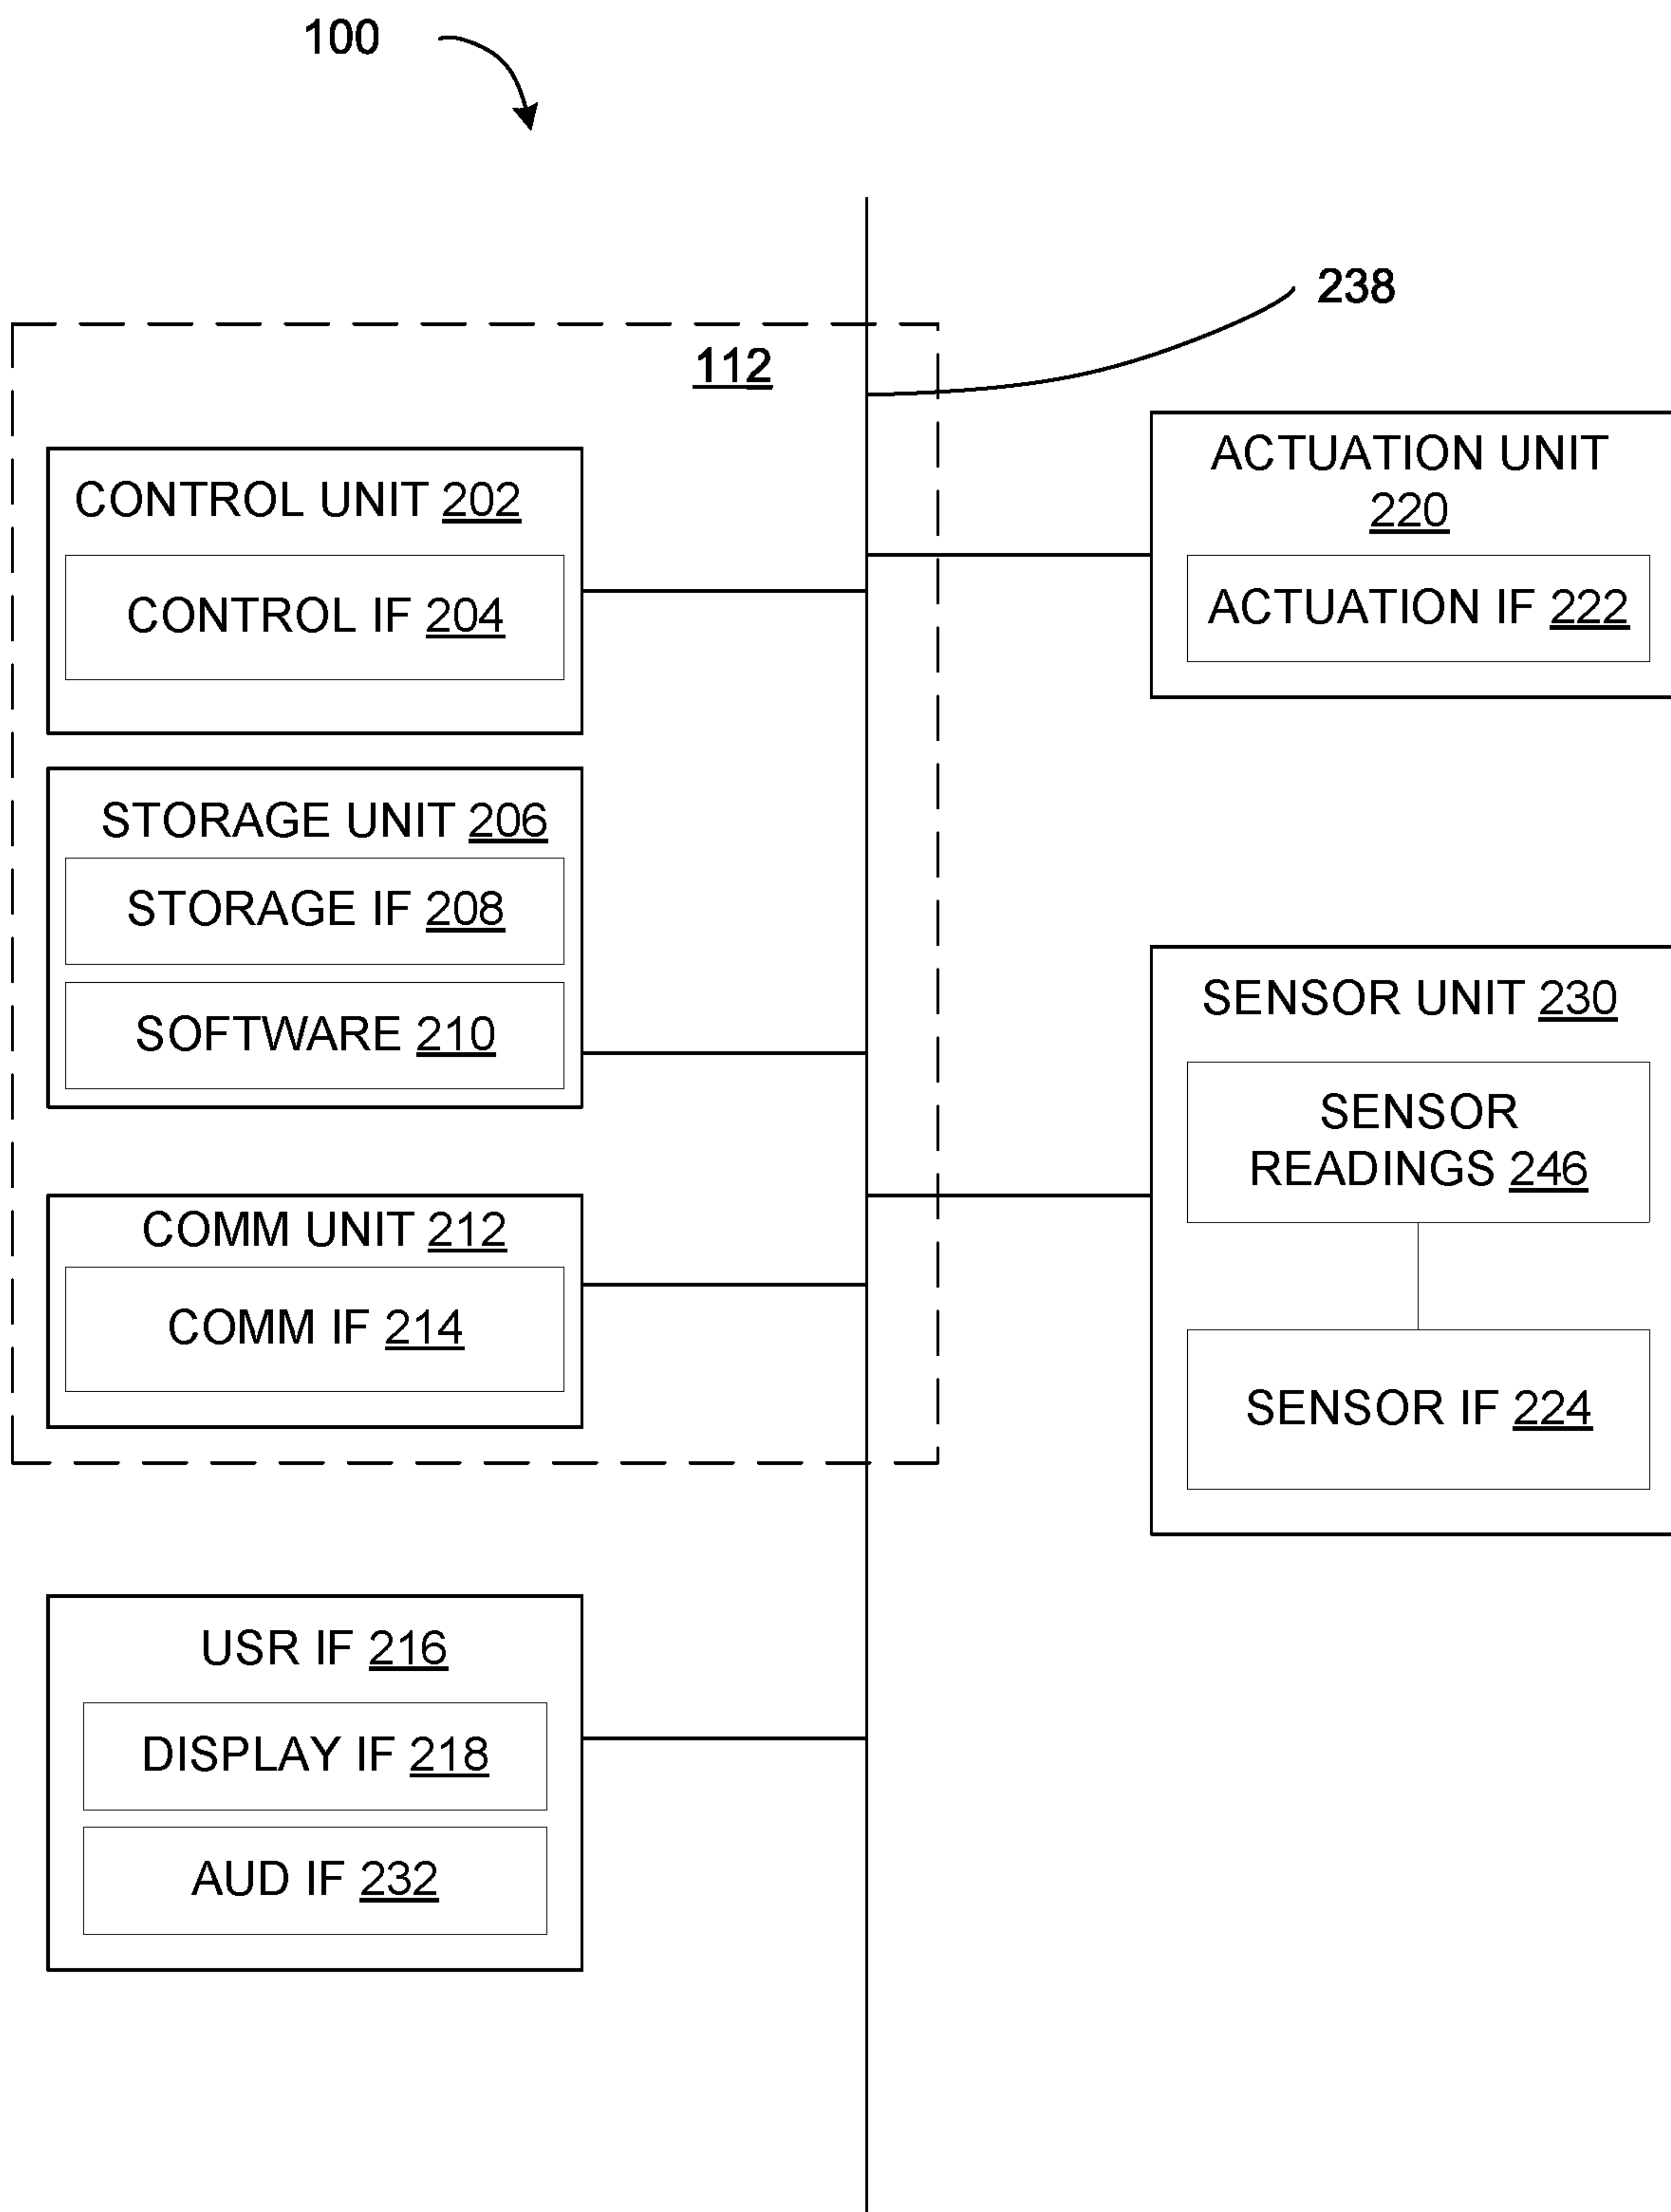 100
238
112
CONTROL UNIT 202
CONTROL IF 204
STORAGE UNIT 206
STORAGE IF 208
SOFTWARE 210
COMM UNIT 212
COMM IF 214
USR IF 216
DISPLAY IF 218
AUD IF 232
ACTUATION UNIT
220
ACTUATION IF 222
SENSOR UNIT 230
SENSOR
READINGS 246
SENSOR IF 224